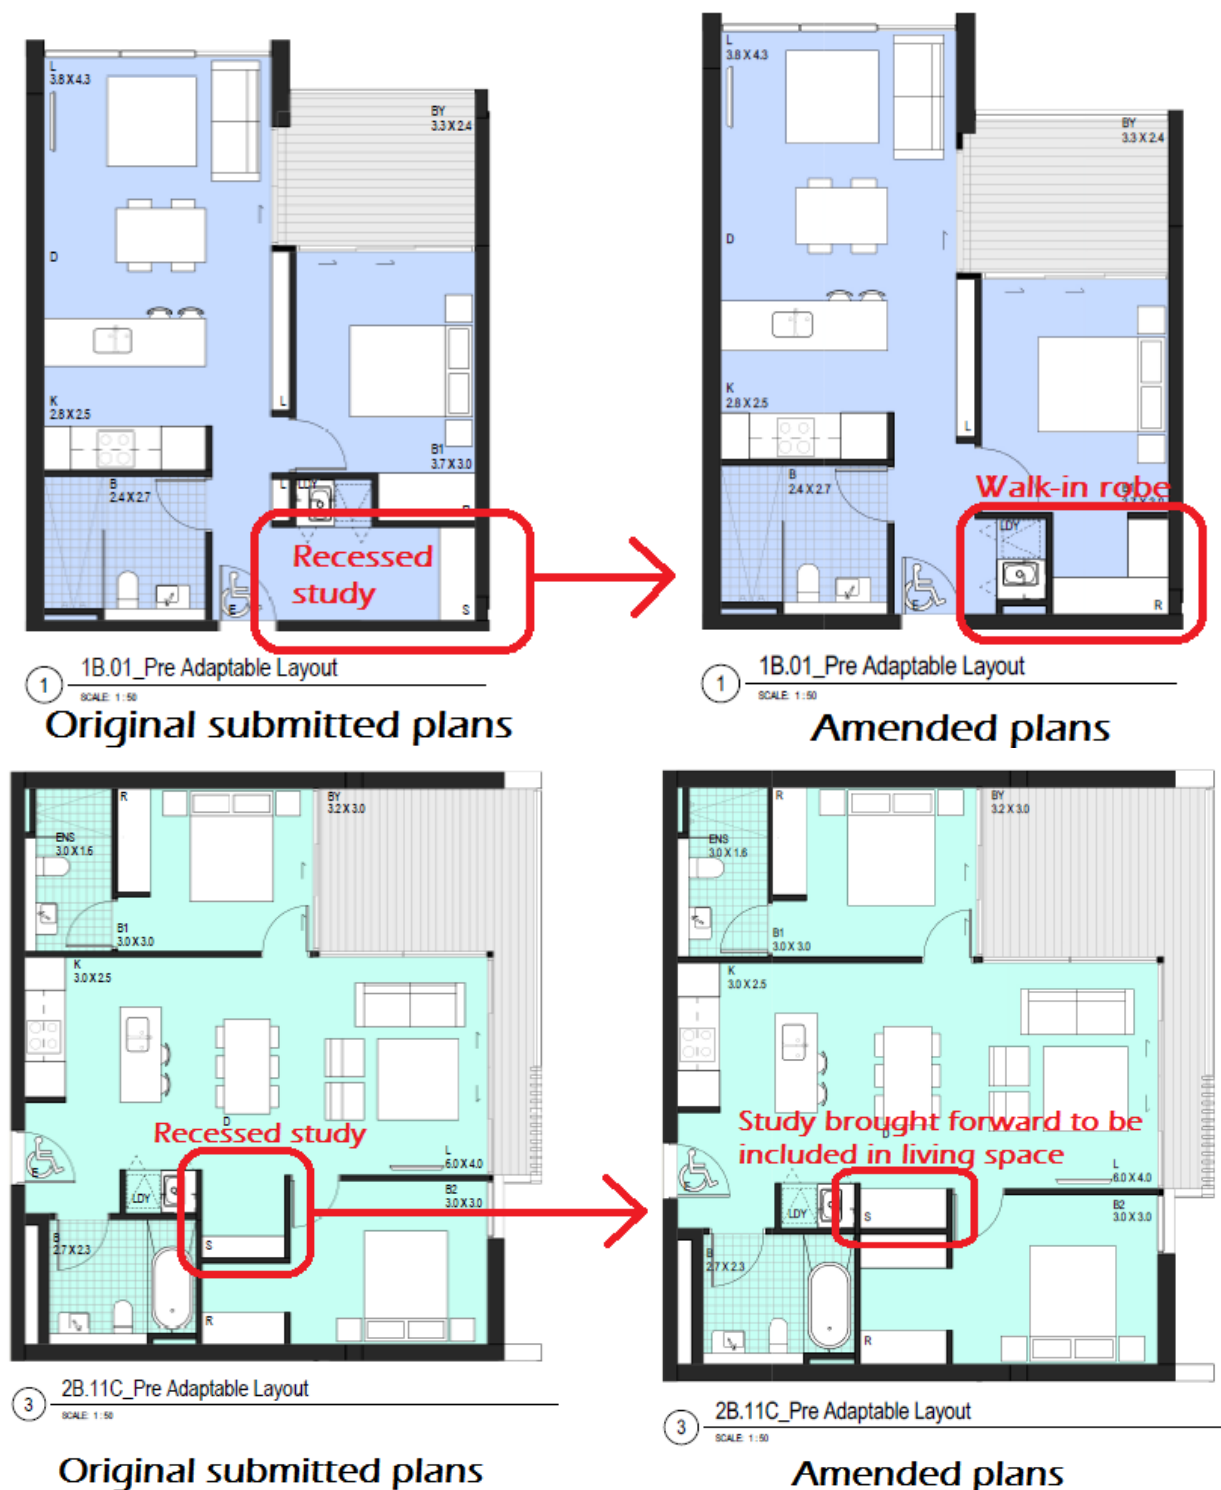 L
3.8 X 4.3
BY
3.3 X 2.4
D
K
2.8 X 2.5
L
B1
3.7 X 3.0
B
2.4 X 2.7
L
LDY
R
Recessed
study
E
S
1
1B.01_Pre Adaptable Layout
SCALE: 1 : 50
Original submitted plans
L
3.8 X 4.3
BY
3.3 X 2.4
D
K
2.8 X 2.5
L
B
2.4 X 2.7
Walk-in robe
LDY
E
R
1
1B.01_Pre Adaptable Layout
SCALE: 1 : 50
Amended plans
R
BY
3.2 X 3.0
ENS
3.0 X 1.6
B1
3.0 X 3.0
K
3.0 X 2.5
D
Recessed study
L
6.0 X 4.0
E
LDY
B2
3.0 X 3.0
B
2.7 X 2.3
S
R
3
2B.11C_Pre Adaptable Layout
SCALE: 1 : 50
Original submitted plans
R
BY
3.2 X 3.0
ENS
3.0 X 1.6
B1
3.0 X 3.0
K
3.0 X 2.5
Study brought forward to be
included in living space
D
L
6.0 X 4.0
E
LDY
S
B2
3.0 X 3.0
B
2.7 X 2.3
R
3
2B.11C_Pre Adaptable Layout
SCALE: 1 : 50
Amended plans